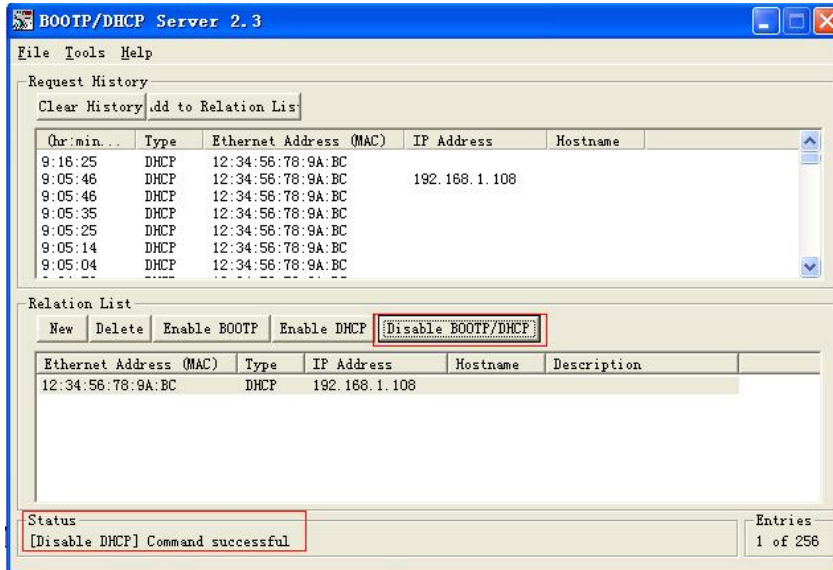 BOOTP/DHCP Server 2.3
File Tools Help
Request History
Clear History dd to Relation Lis
(hr:min... Type Ethernet Address (MAC) IP Address Hostname
9:16:25 DHCP 12:34:56:78:9A:BC
9:05:46 DHCP 12:34:56:78:9A:BC 192.168.1.108
9:05:46 DHCP 12:34:56:78:9A:BC
9:05:35 DHCP 12:34:56:78:9A:BC
9:05:25 DHCP 12:34:56:78:9A:BC
9:05:14 DHCP 12:34:56:78:9A:BC
9:05:04 DHCP 12:34:56:78:9A:BC
Relation List
New Delete Enable BOOTP Enable DHCP Disable BOOTP/DHCP
Ethernet Address (MAC) Type IP Address Hostname Description
12:34:56:78:9A:BC DHCP 192.168.1.108
Status
[Disable DHCP] Command successful
Entries
1 of 256